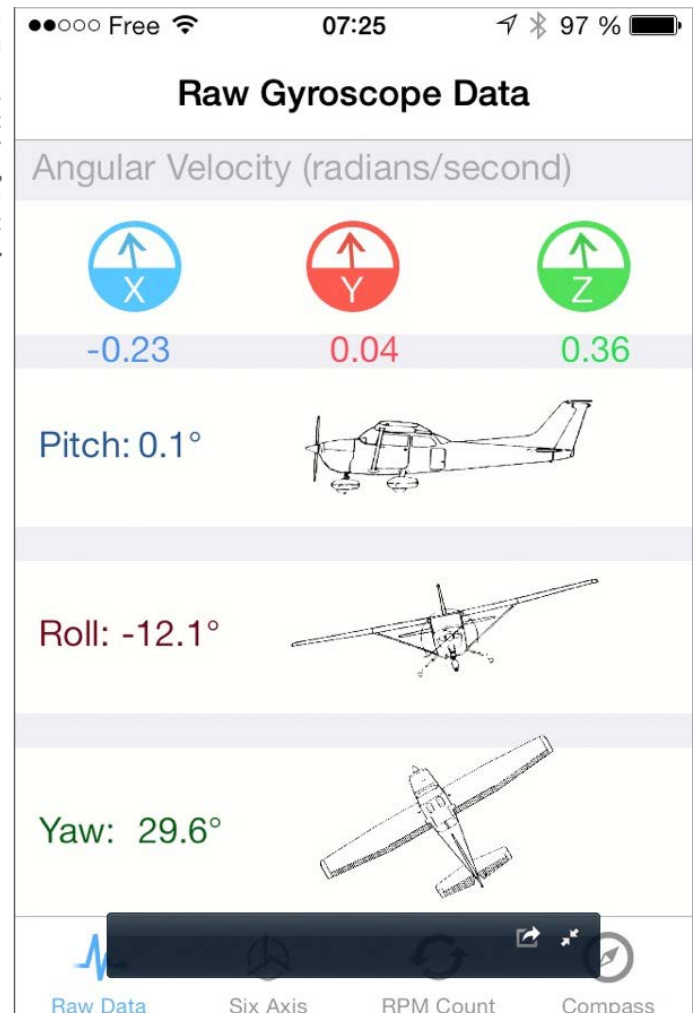 Free 07:25 97 %
Raw Gyroscope Data
Angular Velocity (radians/second)
X Y Z
-0.23 0.04 0.36
Pitch: 0.1°
Roll: -12.1°
Yaw: 29.6°
Raw Data Six Axis RPM Count Compass